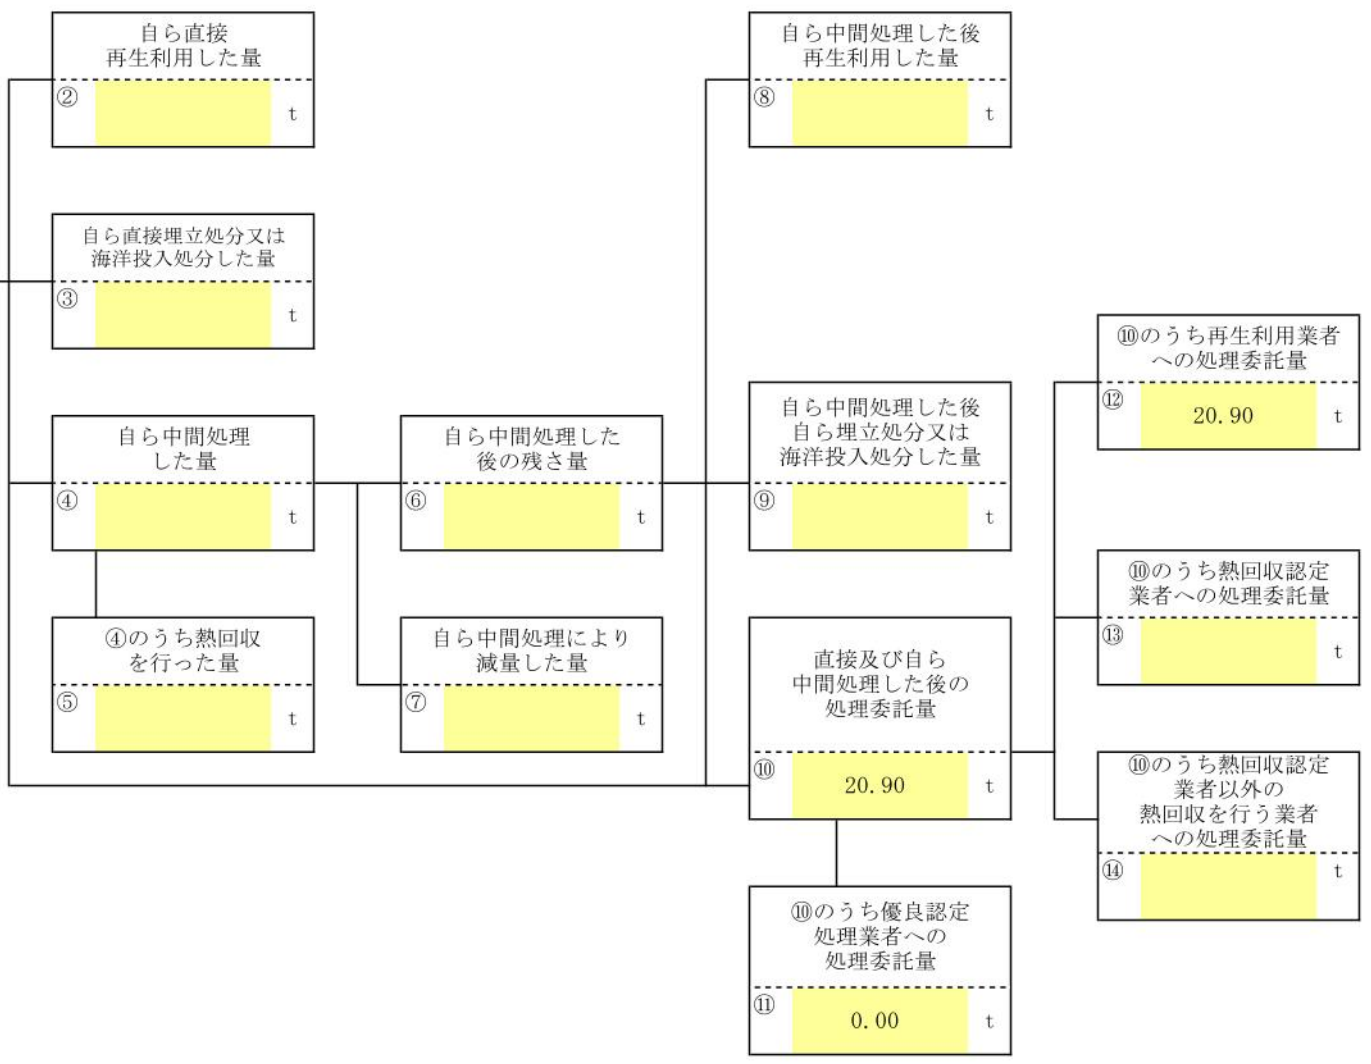 自ら直接
再生利用した量
②
t
自ら中間処理した後
再生利用した量
⑧
t
自ら直接埋立処分又は
海洋投入処分した量
③
t
⑩のうち再生利用業者
への処理委託量
⑫
20.90
t
自ら中間処理
した量
④
t
自ら中間処理した
後の残さ量
⑥
t
自ら中間処理した後
自ら埋立処分又は
海洋投入処分した量
⑨
t
⑩のうち熱回収認定
業者への処理委託量
⑬
t
④のうち熱回収
を行った量
⑤
t
自ら中間処理により
減量した量
⑦
t
直接及び自ら
中間処理した後の
処理委託量
⑩
20.90
t
⑩のうち熱回収認定
業者以外の
熱回収を行う業者
への処理委託量
⑭
t
⑩のうち優良認定
処理業者への
処理委託量
⑪
0.00
t